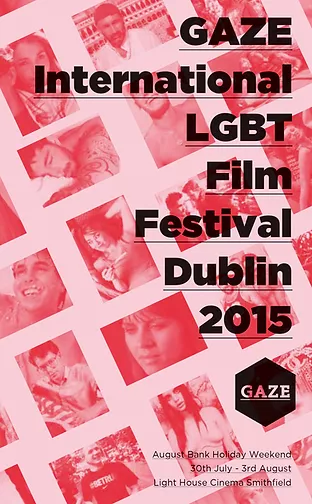 GAZE
International
LGBT
Film
Festival
Dublin
2015
GAZE
August Bank Holiday Weekend
30th July - 3rd August
Light House Cinema Smithfield